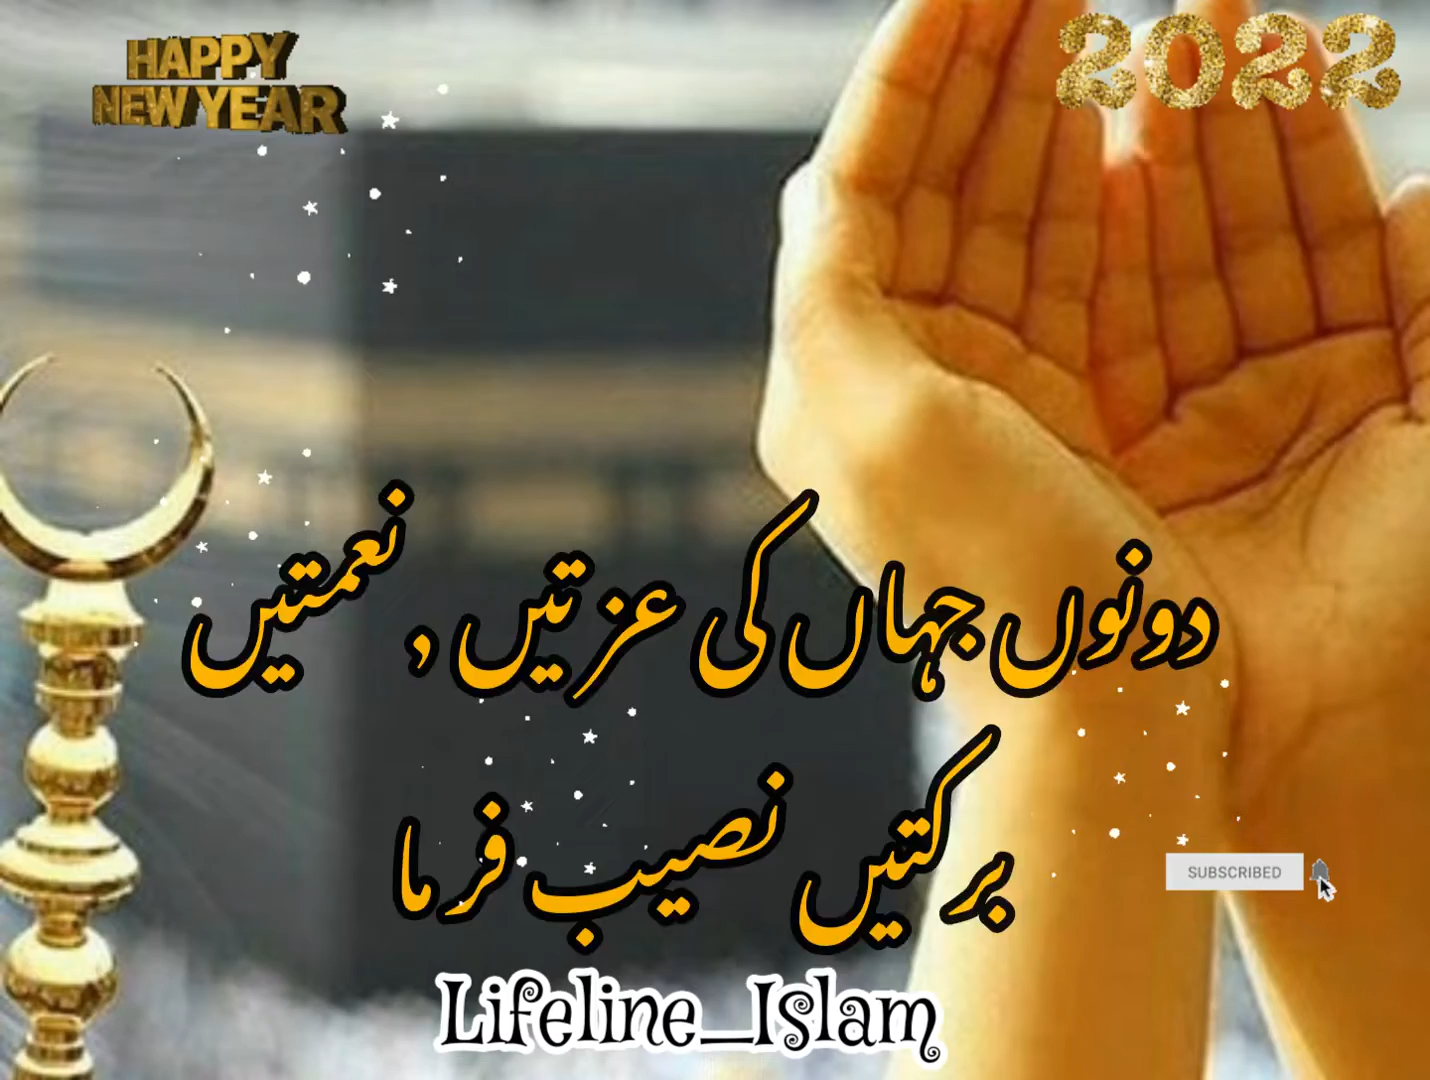 HAPPY
NEW YEAR
2022
دونوں جہاں کی عزتیں , نعمتیں
برکتیں نصیب فرما
SUBSCRIBED
Lifeline_Islam